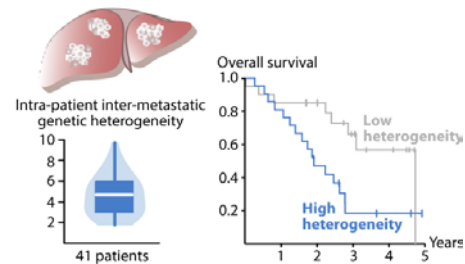 Intra-patient inter-metastatic
genetic heterogeneity
10
8
6
4
2
41 patients
Overall survival
1.0
0.8
0.6
0.4
0.2
Low
heterogeneity
High
heterogeneity
1
2
3
4
5
Years